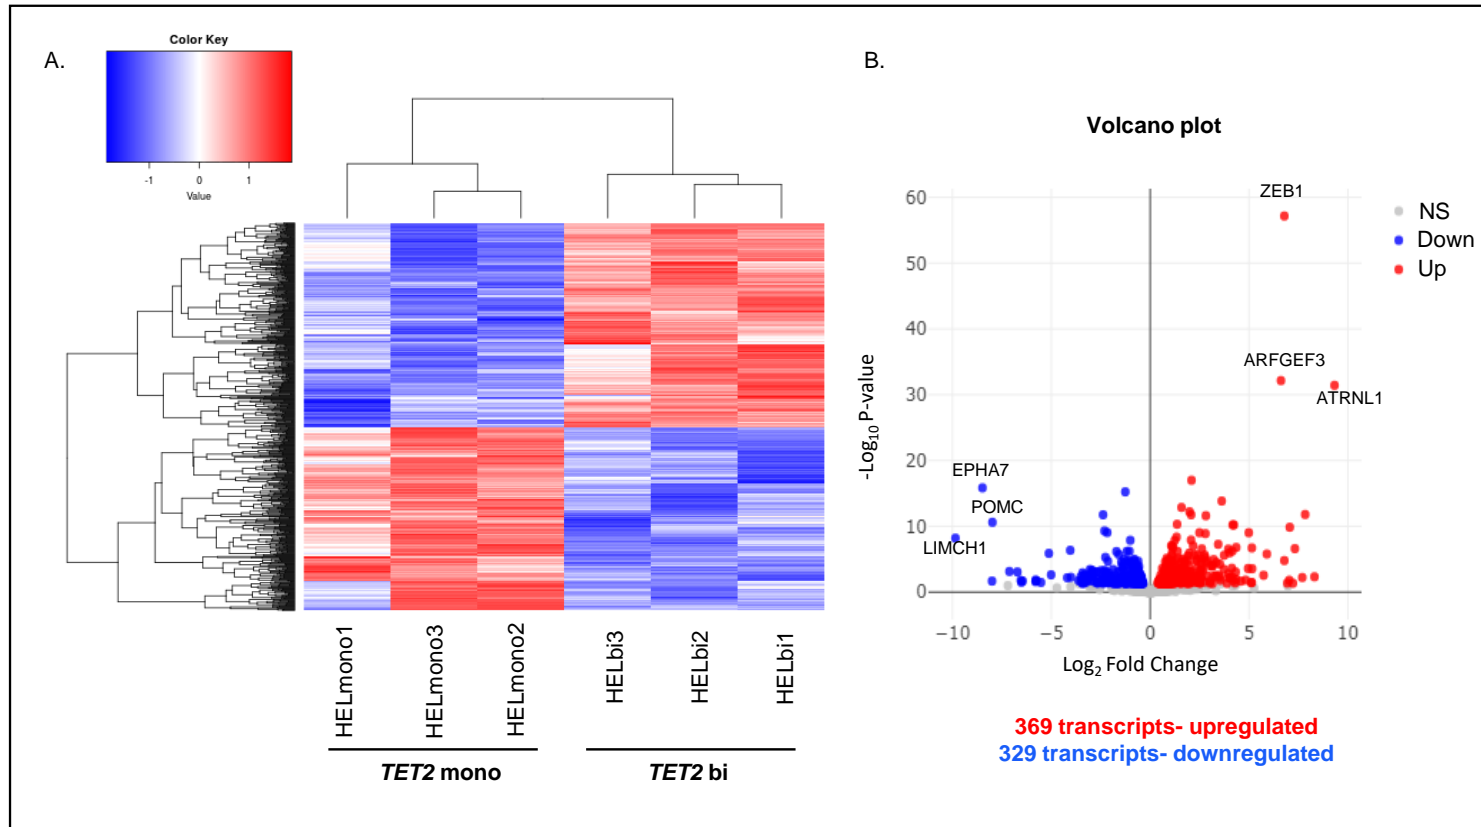 A.
Color Key
-1 0 1
Value
HELmono1
HELmono3
HELmono2
HELbi3
HELbi2
HELbi1
TET2 mono
TET2 bi
B.
Volcano plot
60
50
40
30
20
10
0
-Log10 P-value
−10 −5 0 5 10
Log2 Fold Change
ZEB1
ARFGEF3
ATRNL1
EPHA7
POMC
LIMCH1
NS
Down
Up
369 transcripts- upregulated
329 transcripts- downregulated